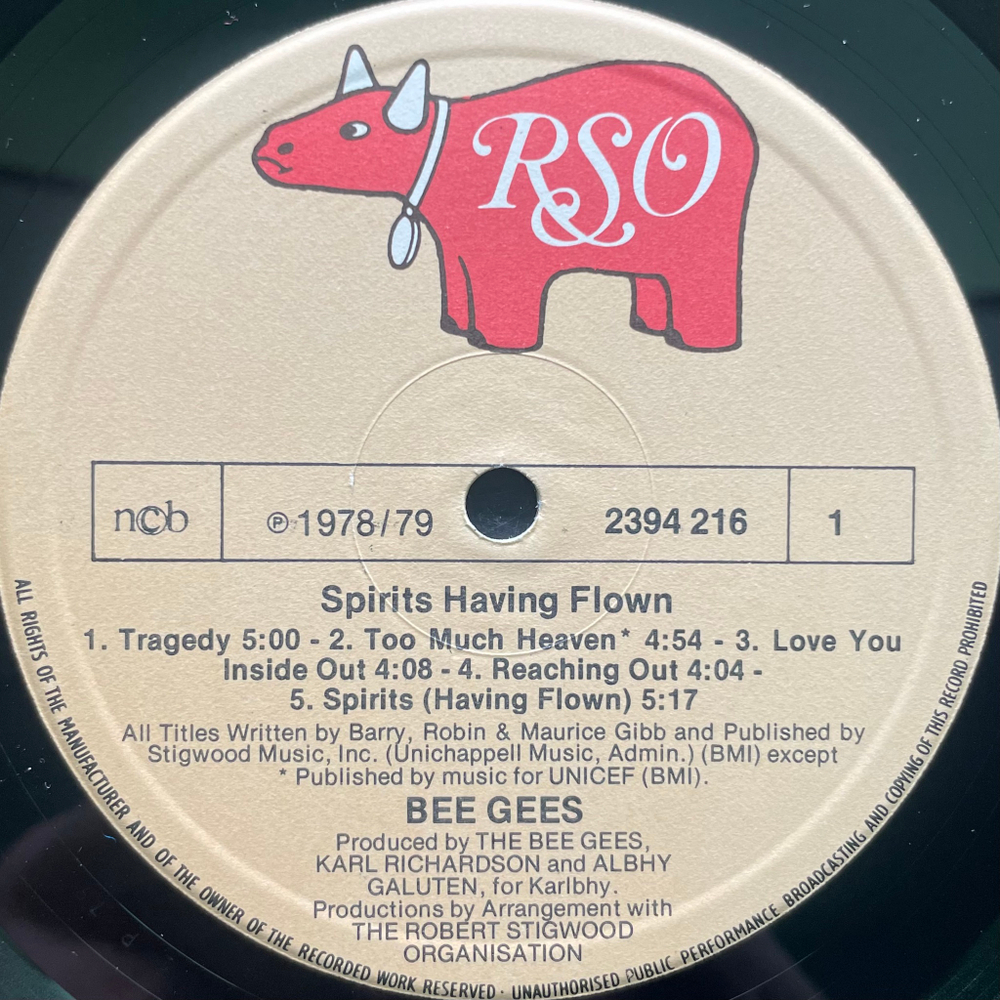 RSO
ncb
℗ 1978/79
2394 216
1
Spirits Having Flown
1. Tragedy 5:00 - 2. Too Much Heaven* 4:54 - 3. Love You
Inside Out 4:08 - 4. Reaching Out 4:04 -
5. Spirits (Having Flown) 5:17
All Titles Written by Barry, Robin & Maurice Gibb and Published by
Stigwood Music, Inc. (Unichappell Music, Admin.) (BMI) except
* Published by music for UNICEF (BMI).
BEE GEES
Produced by THE BEE GEES,
KARL RICHARDSON and ALBHY
GALUTEN, for Karlbhy.
Productions by Arrangement with
THE ROBERT STIGWOOD
ORGANISATION
ALL RIGHTS OF THE MANUFACTURER AND OF THE OWNER OF THE RECORDED WORK RESERVED · UNAUTHORISED PUBLIC PERFORMANCE BROADCASTING AND COPYING OF THIS RECORD PROHIBITED